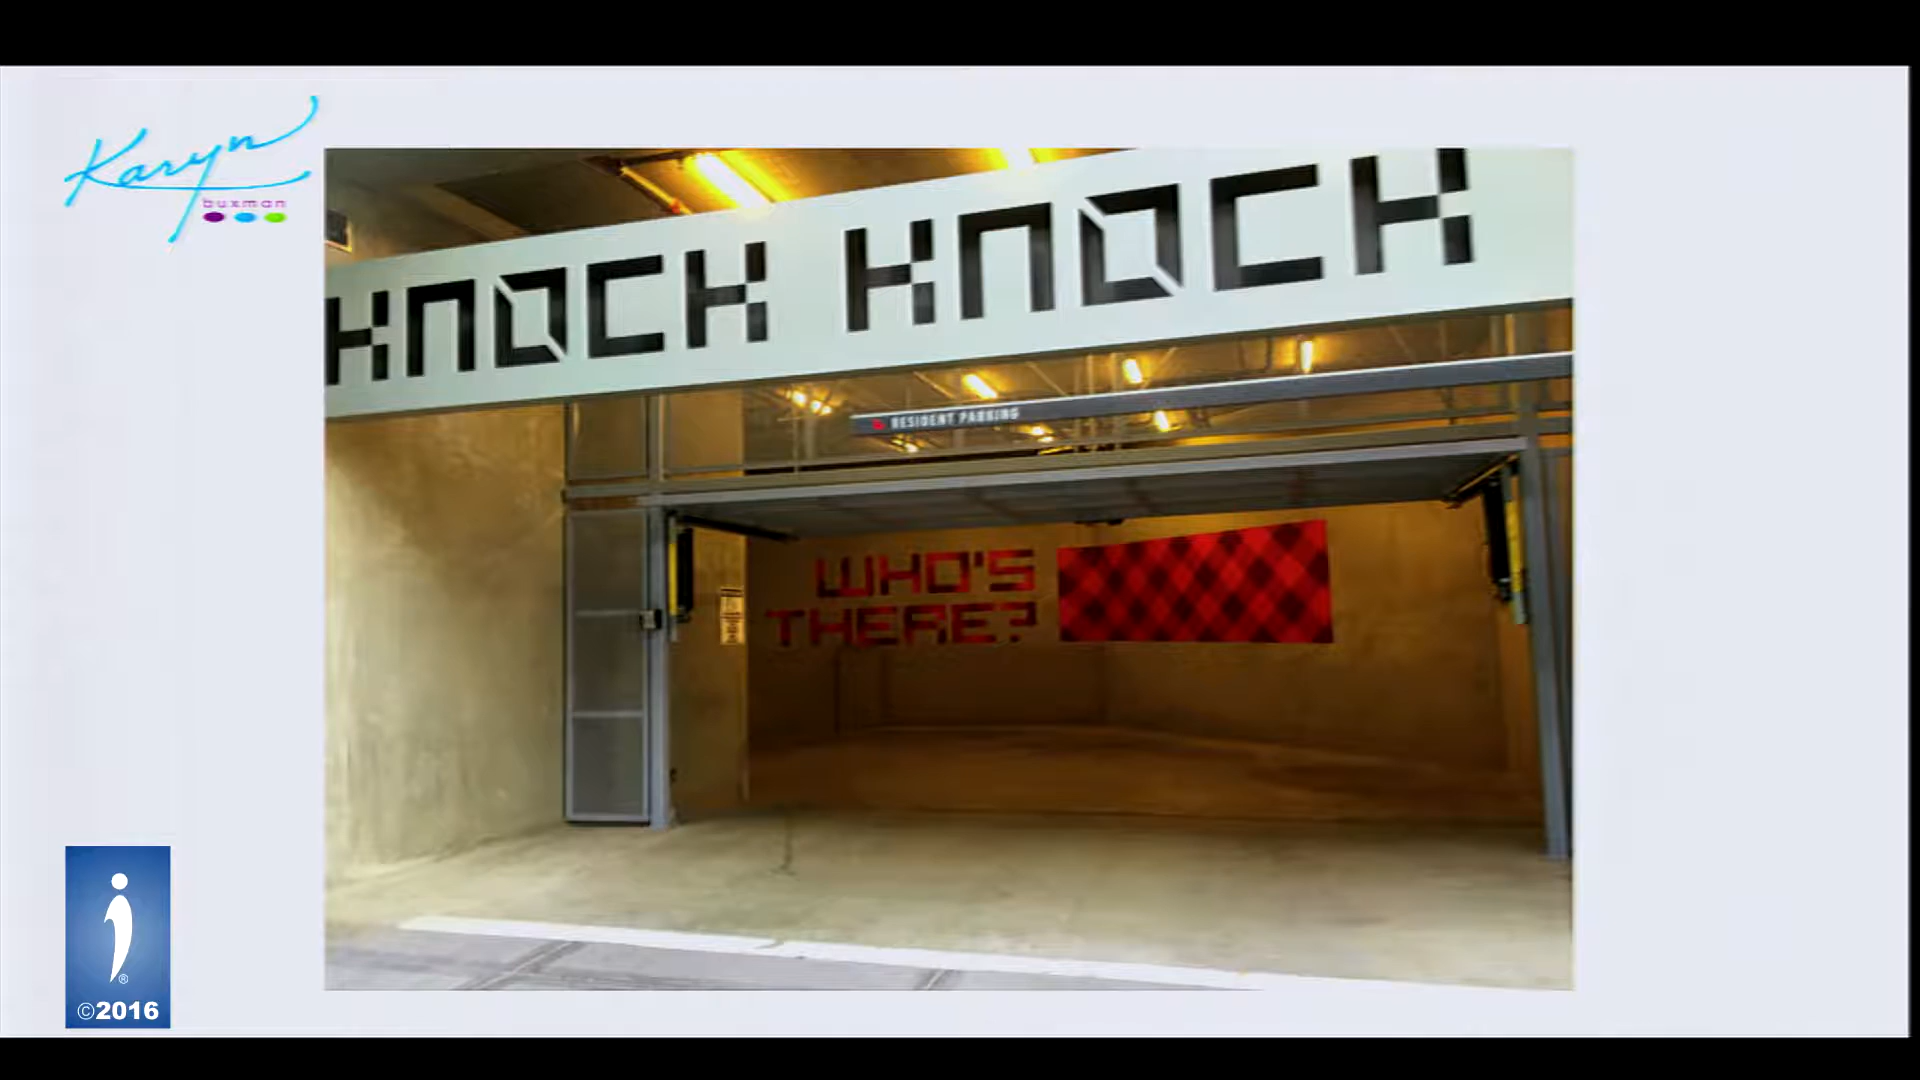 Karyn
buxman
KNOCK KNOCK
RESIDENT PARKING
WHO'S
THERE?
®
©2016